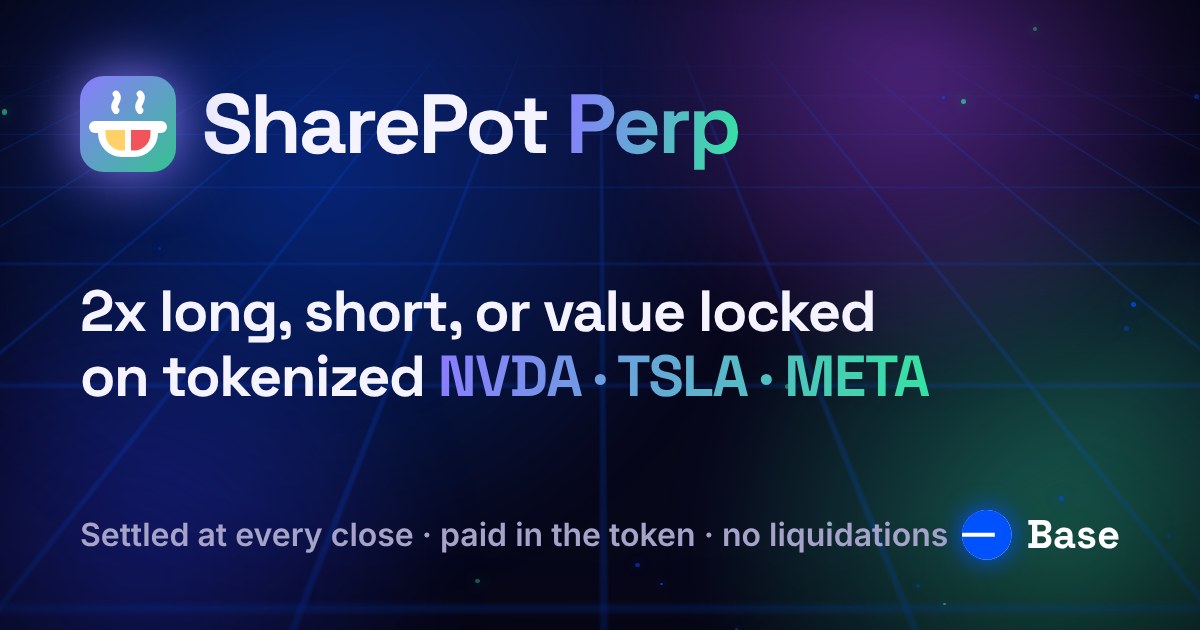 SharePot Perp
2x long, short, or value locked
on tokenized NVDA · TSLA · META
Settled at every close · paid in the token · no liquidations Base